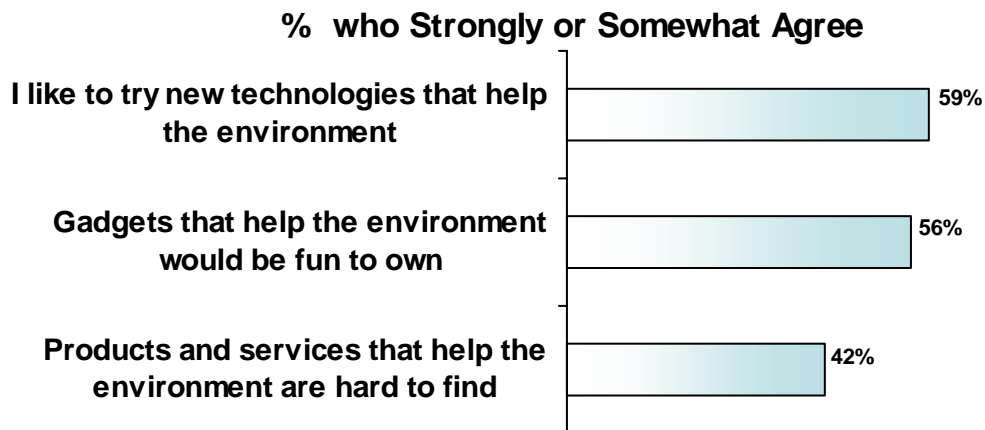 % who Strongly or Somewhat Agree
I like to try new technologies that help
the environment
59%
Gadgets that help the environment
would be fun to own
56%
Products and services that help the
environment are hard to find
42%